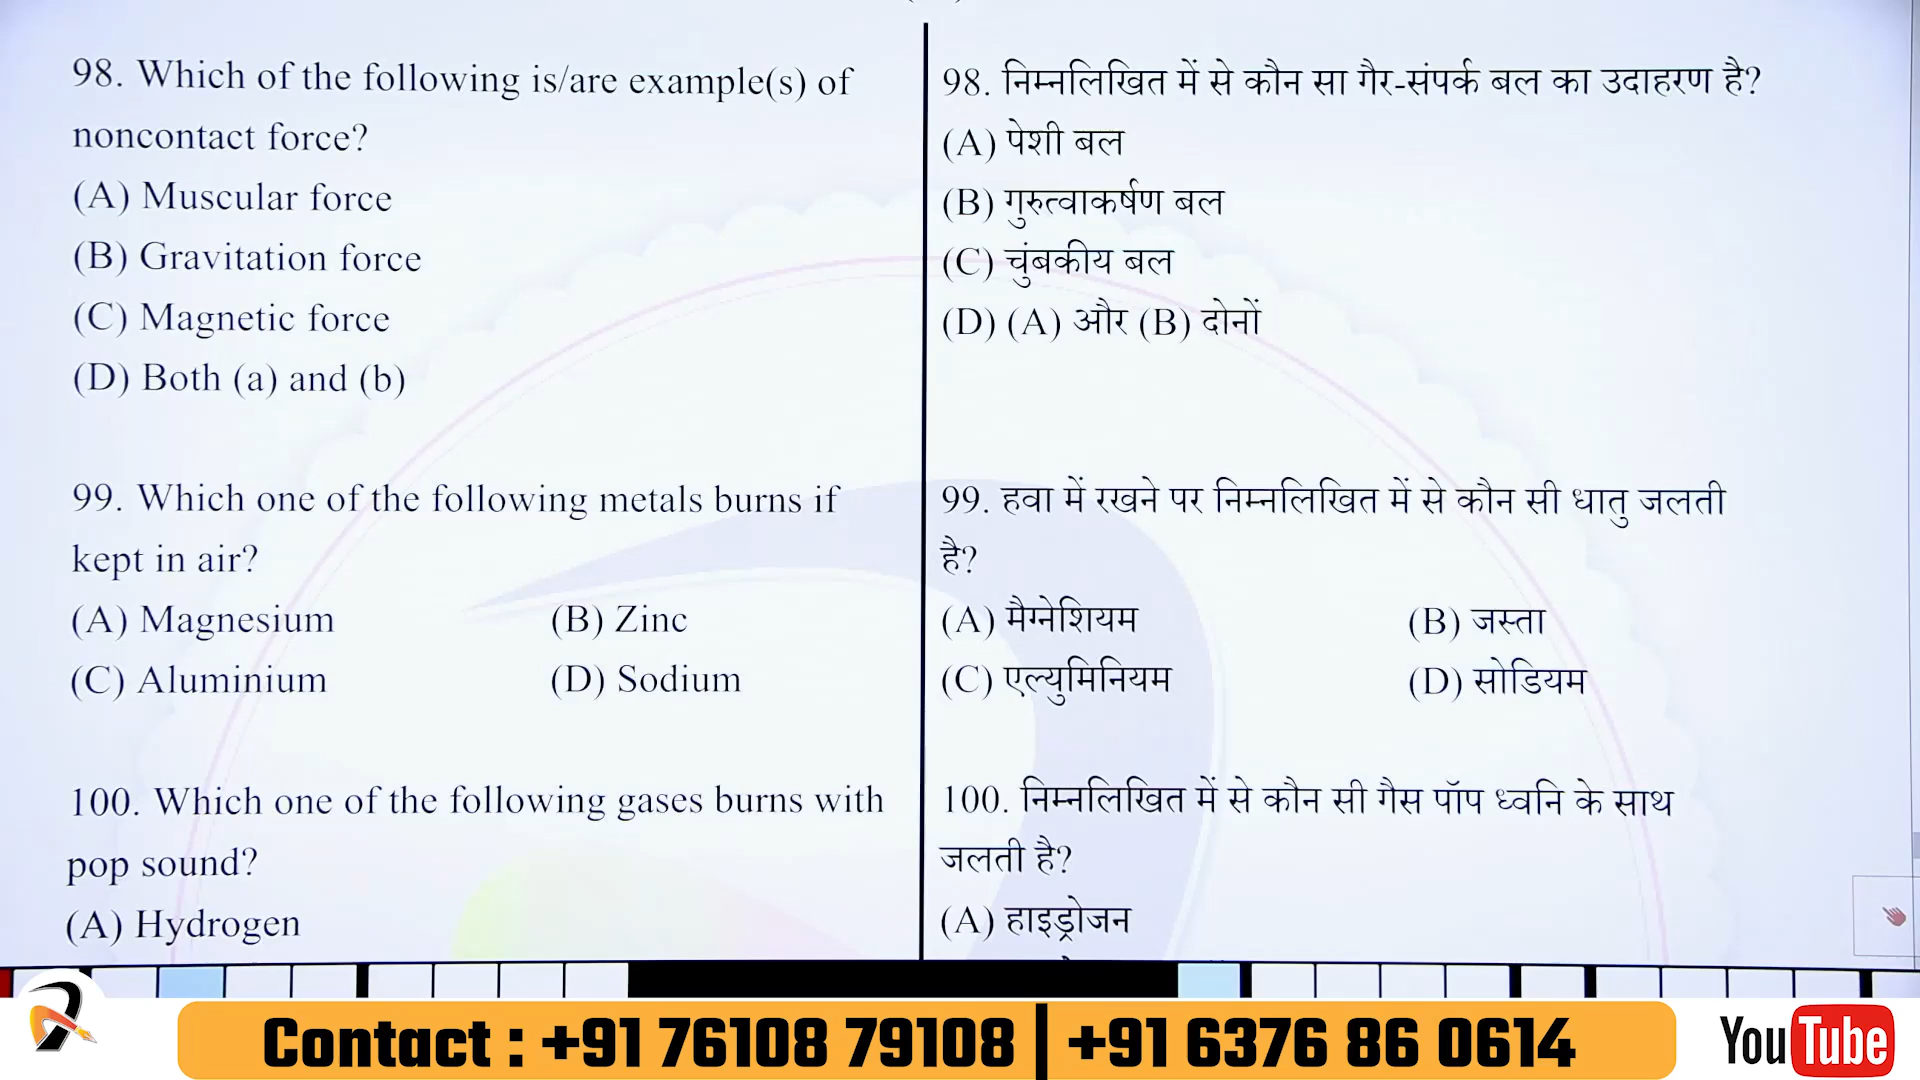 98. Which of the following is/are example(s) of
noncontact force?
(A) Muscular force
(B) Gravitation force
(C) Magnetic force
(D) Both (a) and (b)
99. Which one of the following metals burns if
kept in air?
(A) Magnesium (B) Zinc
(C) Aluminium (D) Sodium
100. Which one of the following gases burns with
pop sound?
(A) Hydrogen
98. निम्नलिखित में से कौन सा गैर-संपर्क बल का उदाहरण है?
(A) पेशी बल
(B) गुरुत्वाकर्षण बल
(C) चुंबकीय बल
(D) (A) और (B) दोनों
99. हवा में रखने पर निम्नलिखित में से कौन सी धातु जलती
है?
(A) मैग्नेशियम (B) जस्ता
(C) एल्युमिनियम (D) सोडियम
100. निम्नलिखित में से कौन सी गैस पॉप ध्वनि के साथ
जलती है?
(A) हाइड्रोजन
Contact : +91 76108 79108 | +91 6376 86 0614
YouTube